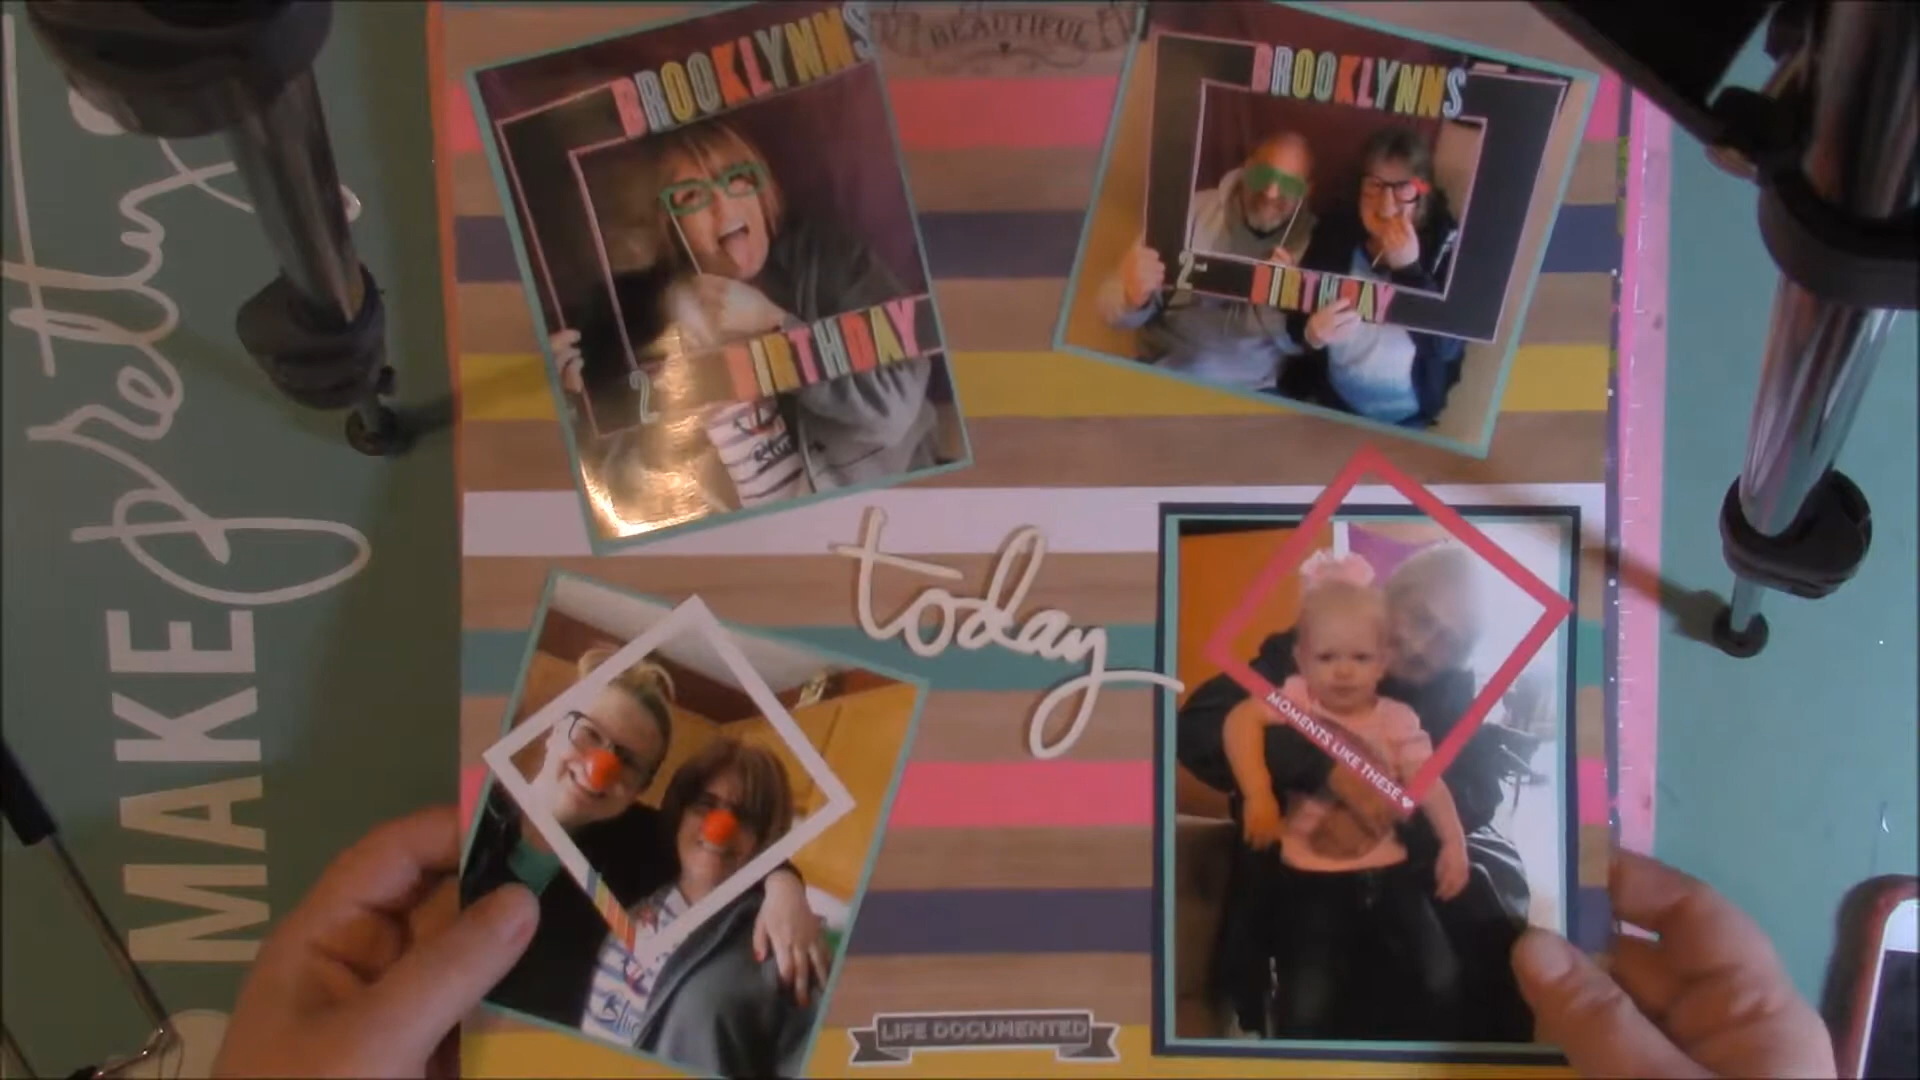 BEAUTIFUL
BROOKLYNNS
2
BIRTHDAY
BROOKLYNNS
2
BIRTHDAY
today
MOMENTS LIKE THESE
LIFE DOCUMENTED
MAKE pretty